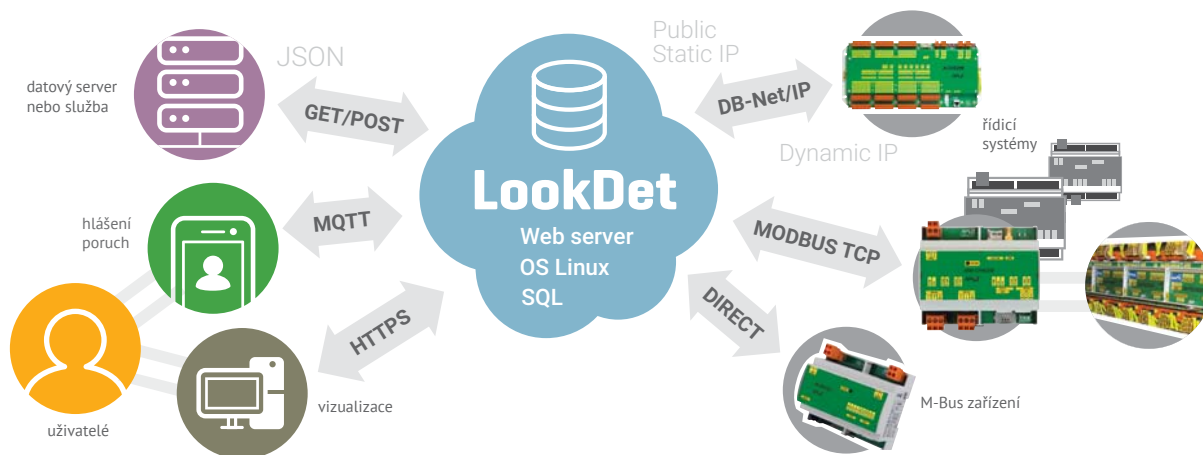 datový server
nebo služba
JSON
GET/POST
hlášení
poruch
MQTT
HTTPS
uživatelé
vizualizace
LookDet
Web server
OS Linux
SQL
Public
Static IP
DB-Net/IP
Dynamic IP
řídicí
systémy
MODBUS TCP
DIRECT
M-Bus zařízení